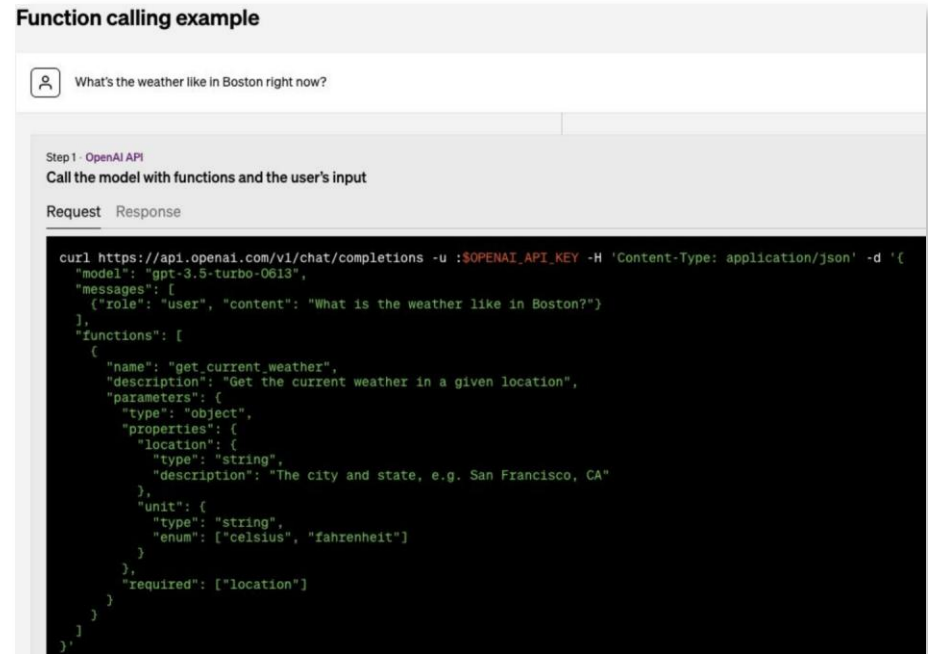 Function calling example
What's the weather like in Boston right now?
Step 1 · OpenAI API
Call the model with functions and the user's input
Request Response
curl https://api.openai.com/v1/chat/completions -u :$OPENAI_API_KEY -H 'Content-Type: application/json' -d '{
  "model": "gpt-3.5-turbo-0613",
  "messages": [
    {"role": "user", "content": "What is the weather like in Boston?"}
  ],
  "functions": [
    {
      "name": "get_current_weather",
      "description": "Get the current weather in a given location",
      "parameters": {
        "type": "object",
        "properties": {
          "location": {
            "type": "string",
            "description": "The city and state, e.g. San Francisco, CA"
          },
          "unit": {
            "type": "string",
            "enum": ["celsius", "fahrenheit"]
          }
        },
        "required": ["location"]
      }
    }
  ]
}'